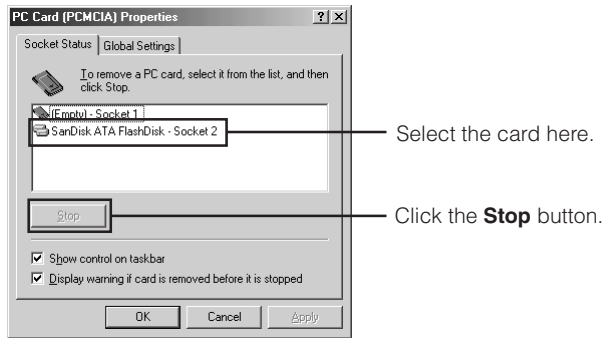 PC Card (PCMCIA) Properties
Socket Status
Global Settings
To remove a PC card, select it from the list, and then
click Stop.
(Empty) - Socket 1
SanDisk ATA FlashDisk - Socket 2
Select the card here.
Stop
Click the Stop button.
Show control on taskbar
Display warning if card is removed before it is stopped
OK
Cancel
Apply